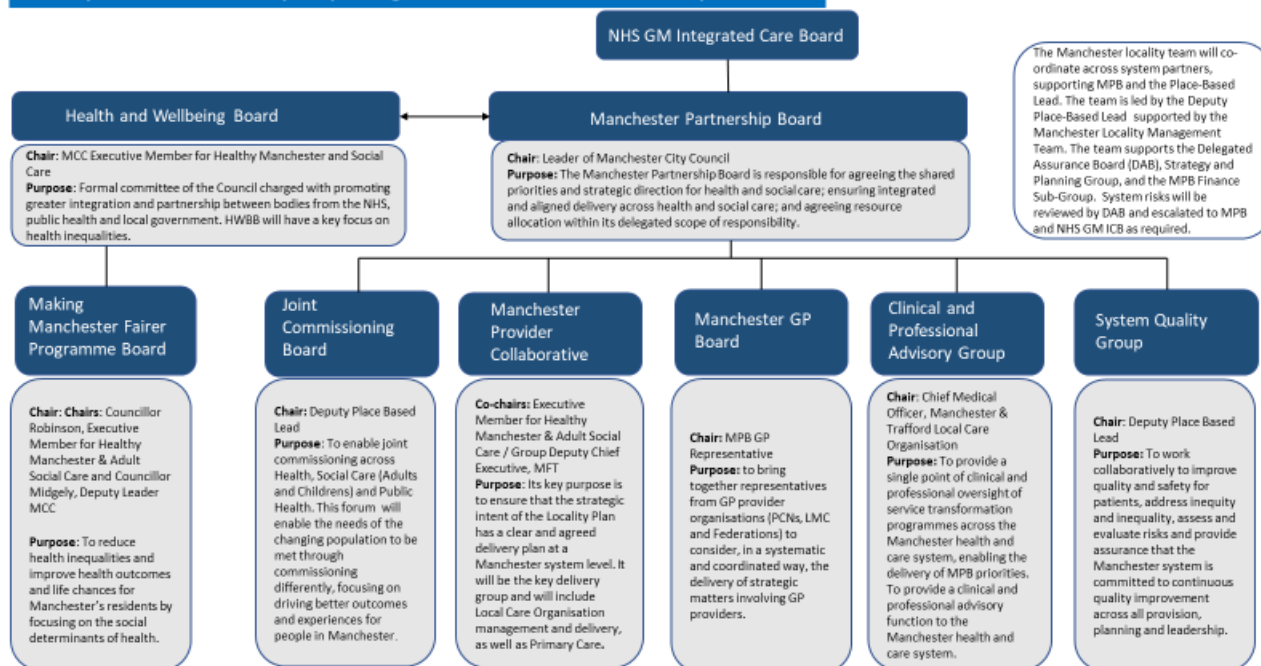 NHS GM Integrated Care Board
The Manchester locality team will co-
ordinate across system partners,
supporting MPB and the Place-Based
Lead. The team is led by the Deputy
Place-Based Lead supported by the
Manchester Locality Management
Team. The team supports the Delegated
Assurance Board (DAB), Strategy and
Planning Group, and the MPB Finance
Sub-Group. System risks will be
reviewed by DAB and escalated to MPB
and NHS GM ICB as required.
Health and Wellbeing Board
Chair: MCC Executive Member for Healthy Manchester and Social
Care
Purpose: Formal committee of the Council charged with promoting
greater integration and partnership between bodies from the NHS,
public health and local government. HWBB will have a key focus on
health inequalities.
Manchester Partnership Board
Chair: Leader of Manchester City Council
Purpose: The Manchester Partnership Board is responsible for agreeing the
shared
priorities and strategic direction for health and social care; ensuring integrated
and aligned delivery across health and social care; and agreeing resource
allocation within its delegated scope of responsibility.
Making
Manchester Fairer
Programme Board
Chair: Chairs: Councillor
Robinson, Executive
Member for Healthy
Manchester & Adult
Social Care and Councillor
Midgely, Deputy Leader
MCC
Purpose: To reduce
health inequalities and
improve health outcomes
and life chances for
Manchester's residents by
focusing on the social
determinants of health.
Joint
Commissioning
Board
Chair: Deputy Place Based
Lead
Purpose: To enable joint
commissioning across
Health, Social Care (Adults
and Childrens) and Public
Health. This forum will
enable the needs of the
changing population to be
met through
commissioning
differently, focusing on
driving better outcomes
and experiences for
people in Manchester.
Manchester
Provider
Collaborative
Co-chairs: Executive
Member for Healthy
Manchester & Adult Social
Care / Group Deputy Chief
Executive, MFT
Purpose: Its key purpose is
to ensure that the strategic
intent of the Locality Plan
has a clear and agreed
delivery plan at a
Manchester system level. It
will be the key delivery
group and will include
Local Care Organisation
management and delivery,
as well as Primary Care.
Manchester GP
Board
Chair: MPB GP
Representative
Purpose: to bring
together representatives
from GP provider
organisations (PCNs, LMC
and Federations) to
consider, in a systematic
and coordinated way, the
delivery of strategic
matters involving GP
providers.
Clinical and
Professional
Advisory Group
Chair: Chief Medical
Officer, Manchester &
Trafford Local Care
Organisation
Purpose: To provide a
single point of clinical and
professional oversight of
service transformation
programmes across the
Manchester health and
care system, enabling the
delivery of MPB priorities.
To provide a clinical and
professional advisory
function to the
Manchester health and
care system.
System Quality
Group
Chair: Deputy Place Based
Lead
Purpose: To work
collaboratively to improve
quality and safety for
patients, address inequity
and inequality, assess and
evaluate risks and provide
assurance that the
Manchester system is
committed to continuous
quality improvement
across all provision,
planning and leadership.